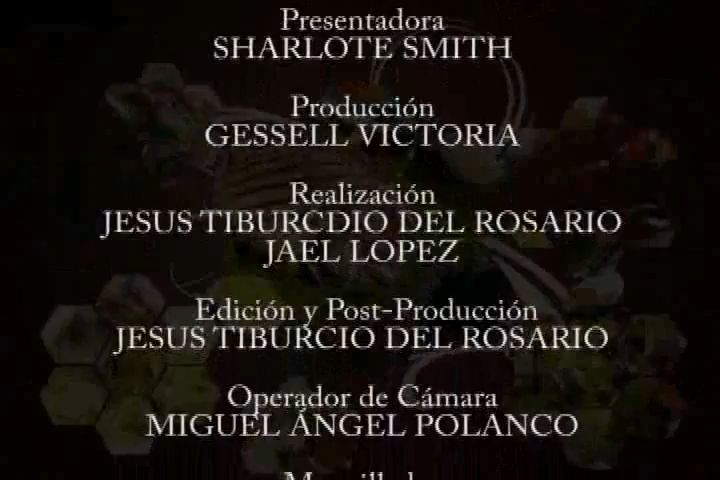 Presentadora
SHARLOTE SMITH
Producción
GESSELL VICTORIA
Realización
JESUS TIBURCDIO DEL ROSARIO
JAEL LOPEZ
Edición y Post-Producción
JESUS TIBURCIO DEL ROSARIO
Operador de Cámara
MIGUEL ÁNGEL POLANCO